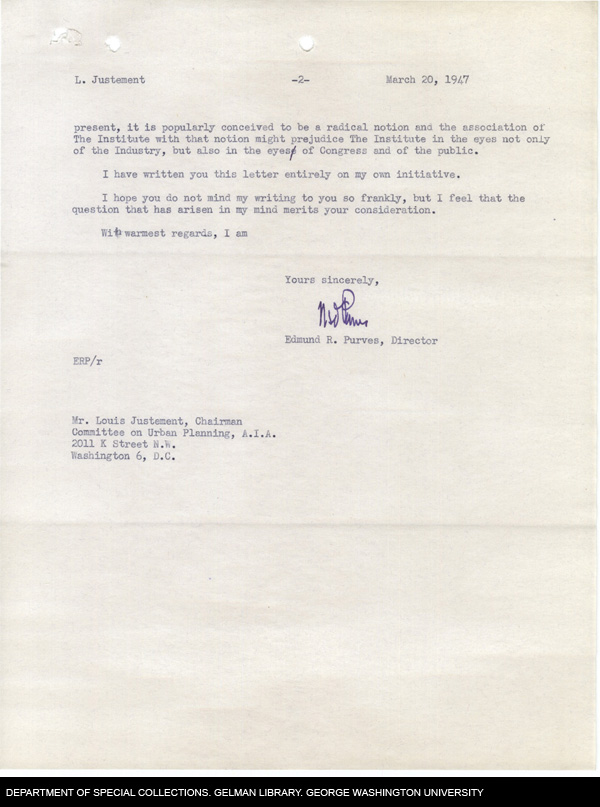 L. Justement -2- March 20, 1947
present, it is popularly conceived to be a radical notion and the association of
The Institute with that notion might prejudice The Institute in the eyes not only
of the Industry, but also in the eyes of Congress and of the public.
I have written you this letter entirely on my own initiative.
I hope you do not mind my writing to you so frankly, but I feel that the
question that has arisen in my mind merits your consideration.
With warmest regards, I am
Yours sincerely,
Edmund R. Purves, Director
ERP/r
Mr. Louis Justement, Chairman
Committee on Urban Planning, A.I.A.
2011 K Street N.W.
Washington 6, D.C.
DEPARTMENT OF SPECIAL COLLECTIONS. GELMAN LIBRARY. GEORGE WASHINGTON UNIVERSITY